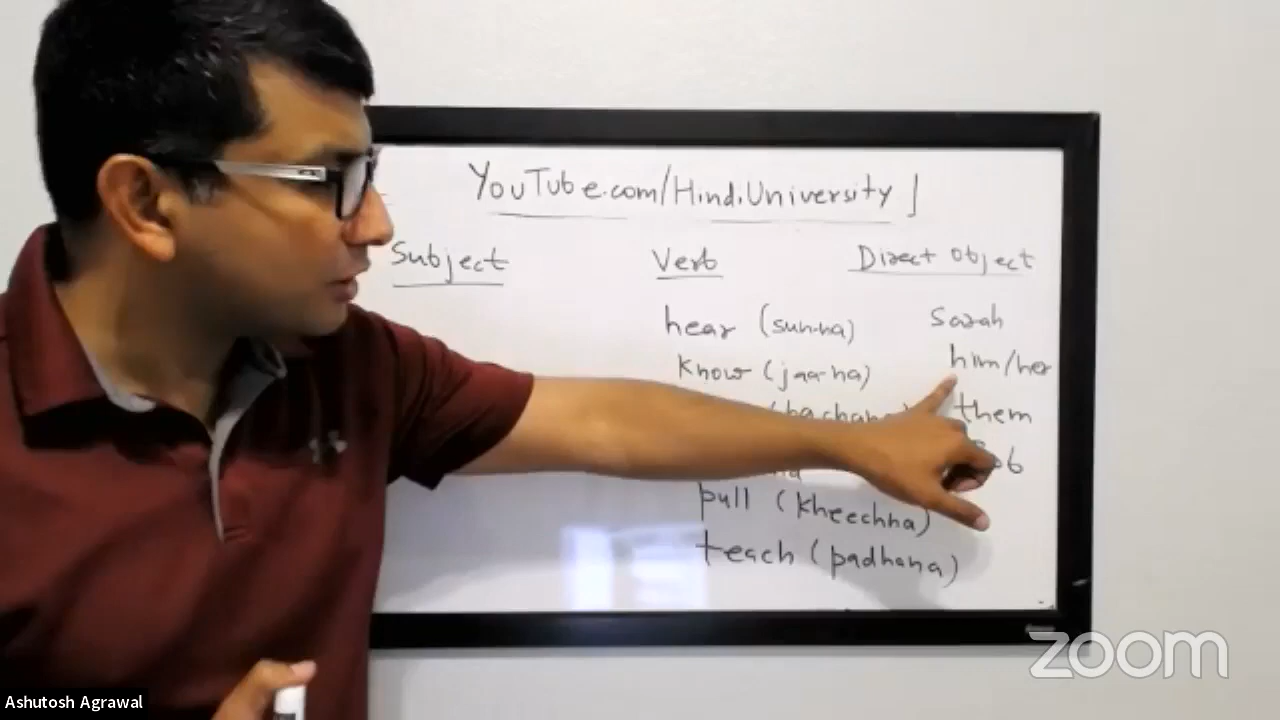 YouTube.com/HindiUniversity
Subject Verb Direct Object
hear (sun-na) Sarah
know (jaa-na) him/her
(bachana) them
pull (kheechna)
teach (padhana)
zoom
Ashutosh Agrawal